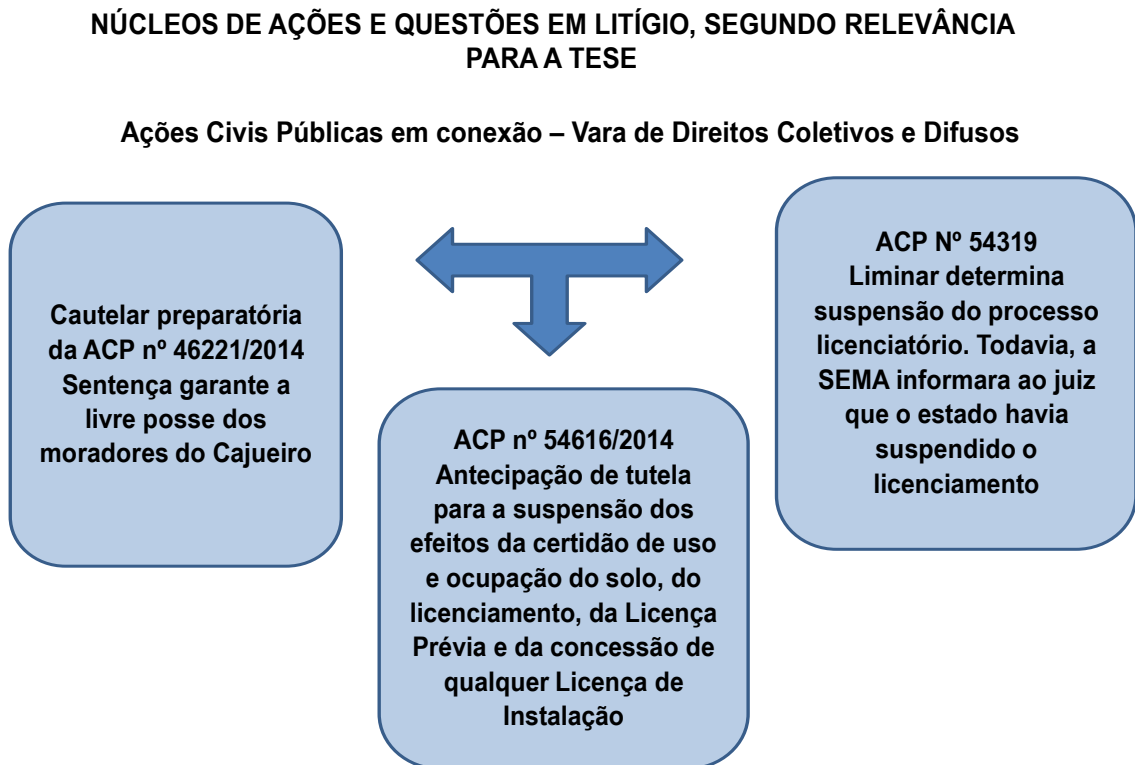 NÚCLEOS DE AÇÕES E QUESTÕES EM LITÍGIO, SEGUNDO RELEVÂNCIA
PARA A TESE
Ações Civis Públicas em conexão – Vara de Direitos Coletivos e Difusos
Cautelar preparatória
da ACP nº 46221/2014
Sentença garante a
livre posse dos
moradores do Cajueiro
ACP nº 54616/2014
Antecipação de tutela
para a suspensão dos
efeitos da certidão de uso
e ocupação do solo, do
licenciamento, da Licença
Prévia e da concessão de
qualquer Licença de
Instalação
ACP Nº 54319
Liminar determina
suspensão do processo
licenciatório. Todavia, a
SEMA informara ao juiz
que o estado havia
suspendido o
licenciamento